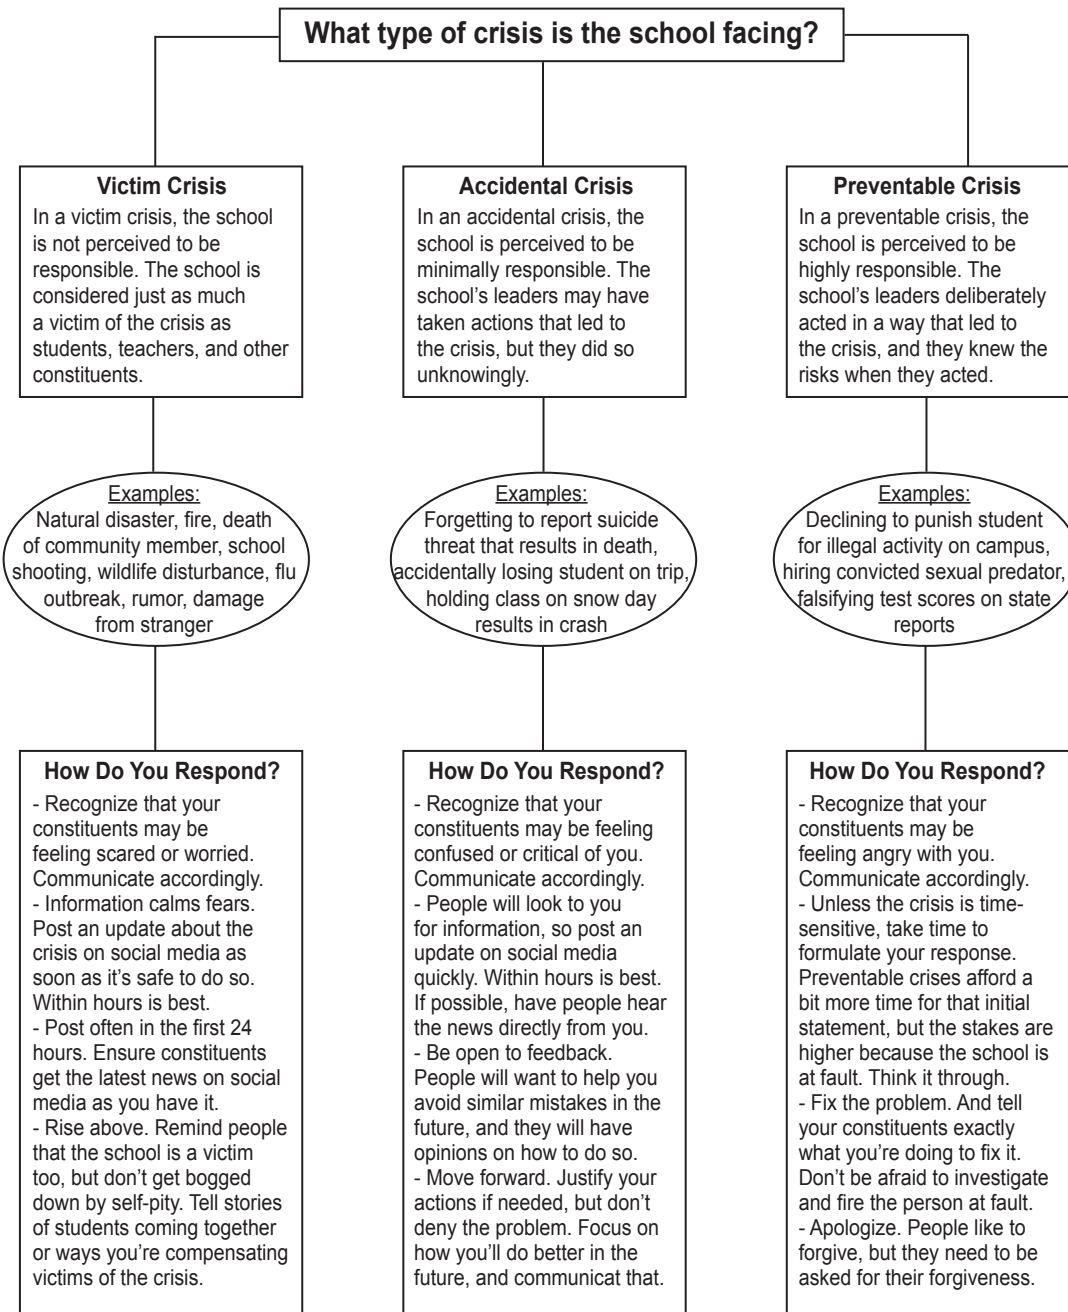 What type of crisis is the school facing?
Victim Crisis
In a victim crisis, the school
is not perceived to be
responsible. The school is
considered just as much
a victim of the crisis as
students, teachers, and other
constituents.
Examples:
Natural disaster, fire, death
of community member, school
shooting, wildlife disturbance, flu
outbreak, rumor, damage
from stranger
How Do You Respond?
- Recognize that your
constituents may be
feeling scared or worried.
Communicate accordingly.
- Information calms fears.
Post an update about the
crisis on social media as
soon as it’s safe to do so.
Within hours is best.
- Post often in the first 24
hours. Ensure constituents
get the latest news on social
media as you have it.
- Rise above. Remind people
that the school is a victim
too, but don’t get bogged
down by self-pity. Tell stories
of students coming together
or ways you’re compensating
victims of the crisis.
Accidental Crisis
In an accidental crisis, the
school is perceived to be
minimally responsible. The
school’s leaders may have
taken actions that led to
the crisis, but they did so
unknowingly.
Examples:
Forgetting to report suicide
threat that results in death,
accidentally losing student on trip,
holding class on snow day
results in crash
How Do You Respond?
- Recognize that your
constituents may be feeling
confused or critical of you.
Communicate accordingly.
- People will look to you
for information, so post an
update on social media
quickly. Within hours is best.
If possible, have people hear
the news directly from you.
- Be open to feedback.
People will want to help you
avoid similar mistakes in the
future, and they will have
opinions on how to do so.
- Move forward. Justify your
actions if needed, but don’t
deny the problem. Focus on
how you’ll do better in the
future, and communicat that.
Preventable Crisis
In a preventable crisis, the
school is perceived to be
highly responsible. The
school’s leaders deliberately
acted in a way that led to
the crisis, and they knew the
risks when they acted.
Examples:
Declining to punish student
for illegal activity on campus,
hiring convicted sexual predator,
falsifying test scores on state
reports
How Do You Respond?
- Recognize that your
constituents may be
feeling angry with you.
Communicate accordingly.
- Unless the crisis is time-
sensitive, take time to
formulate your response.
Preventable crises afford a
bit more time for that initial
statement, but the stakes are
higher because the school is
at fault. Think it through.
- Fix the problem. And tell
your constituents exactly
what you’re doing to fix it.
Don’t be afraid to investigate
and fire the person at fault.
- Apologize. People like to
forgive, but they need to be
asked for their forgiveness.